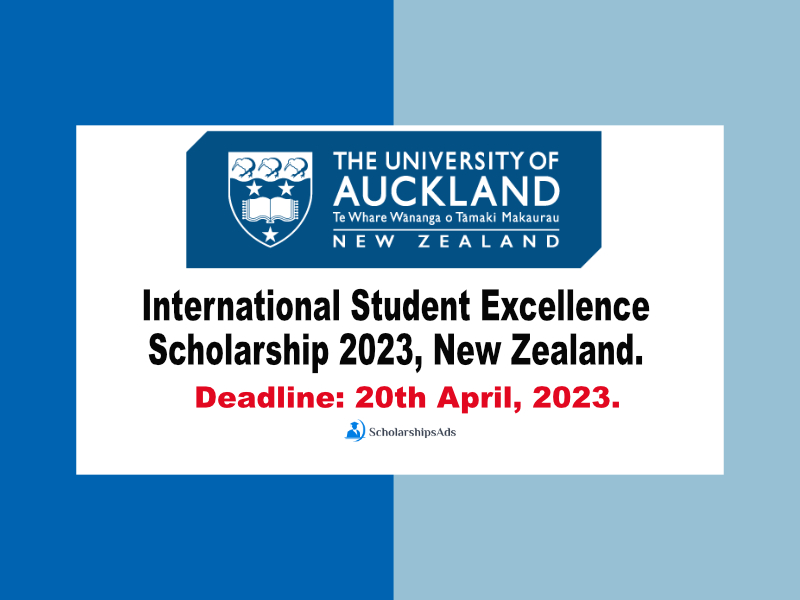 THE UNIVERSITY OF
AUCKLAND
Te Whare Wānanga o Tāmaki Makaurau
NEW ZEALAND
International Student Excellence
Scholarship 2023, New Zealand.
Deadline: 20th April, 2023.
ScholarshipsAds